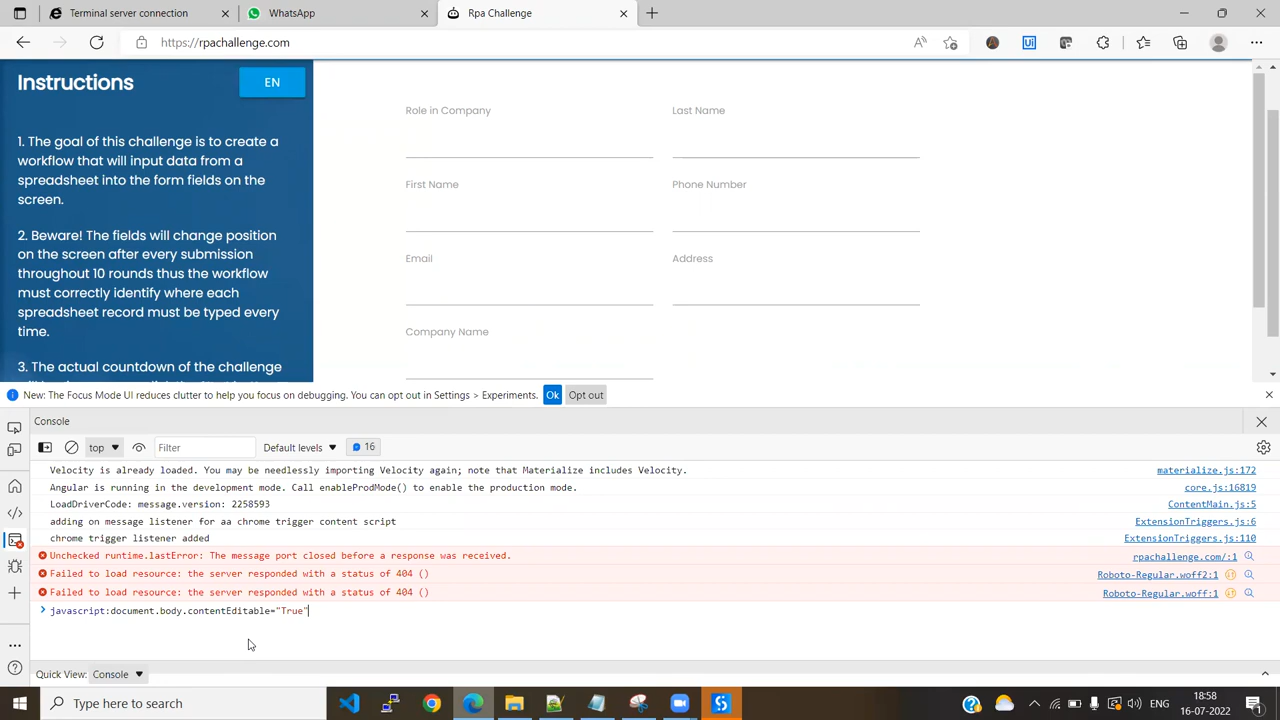 Terminal server connection
WhatsApp
Rpa Challenge
https://rpachallenge.com
Instructions
EN
1. The goal of this challenge is to create a
workflow that will input data from a
spreadsheet into the form fields on the
screen.
2. Beware! The fields will change position
on the screen after every submission
throughout 10 rounds thus the workflow
must correctly identify where each
spreadsheet record must be typed every
time.
3. The actual countdown of the challenge
Role in Company
Last Name
First Name
Phone Number
Email
Address
Company Name
New: The Focus Mode UI reduces clutter to help you focus on debugging. You can opt out in Settings > Experiments.
Ok
Opt out
Console
top
Filter
Default levels
16
Velocity is already loaded. You may be needlessly importing Velocity again; note that Materialize includes Velocity.
materialize.js:172
Angular is running in the development mode. Call enableProdMode() to enable the production mode.
core.js:16819
LoadDriverCode: message.version: 2258593
ContentMain.js:5
adding on message listener for aa chrome trigger content script
ExtensionTriggers.js:6
chrome trigger listener added
ExtensionTriggers.js:110
Unchecked runtime.lastError: The message port closed before a response was received.
rpachallenge.com/:1
Failed to load resource: the server responded with a status of 404 ()
Roboto-Regular.woff2:1
Failed to load resource: the server responded with a status of 404 ()
Roboto-Regular.woff:1
javascript:document.body.contentEditable="True"
Quick View:
Console
Type here to search
18:58
16-07-2022